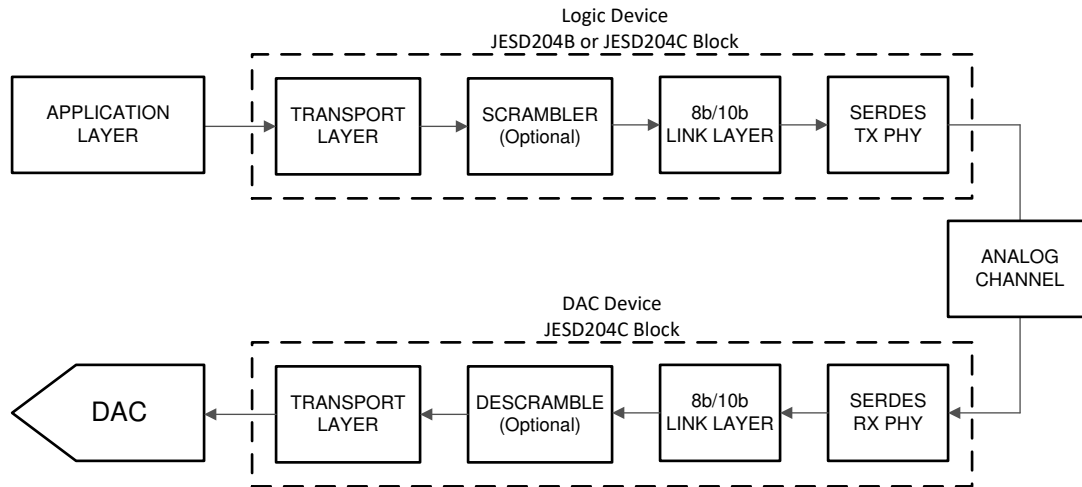 Logic Device
JESD204B or JESD204C Block
APPLICATION
LAYER
TRANSPORT
LAYER
SCRAMBLER
(Optional)
8b/10b
LINK LAYER
SERDES
TX PHY
ANALOG
CHANNEL
DAC Device
JESD204C Block
DAC
TRANSPORT
LAYER
DESCRAMBLE
(Optional)
8b/10b
LINK LAYER
SERDES
RX PHY